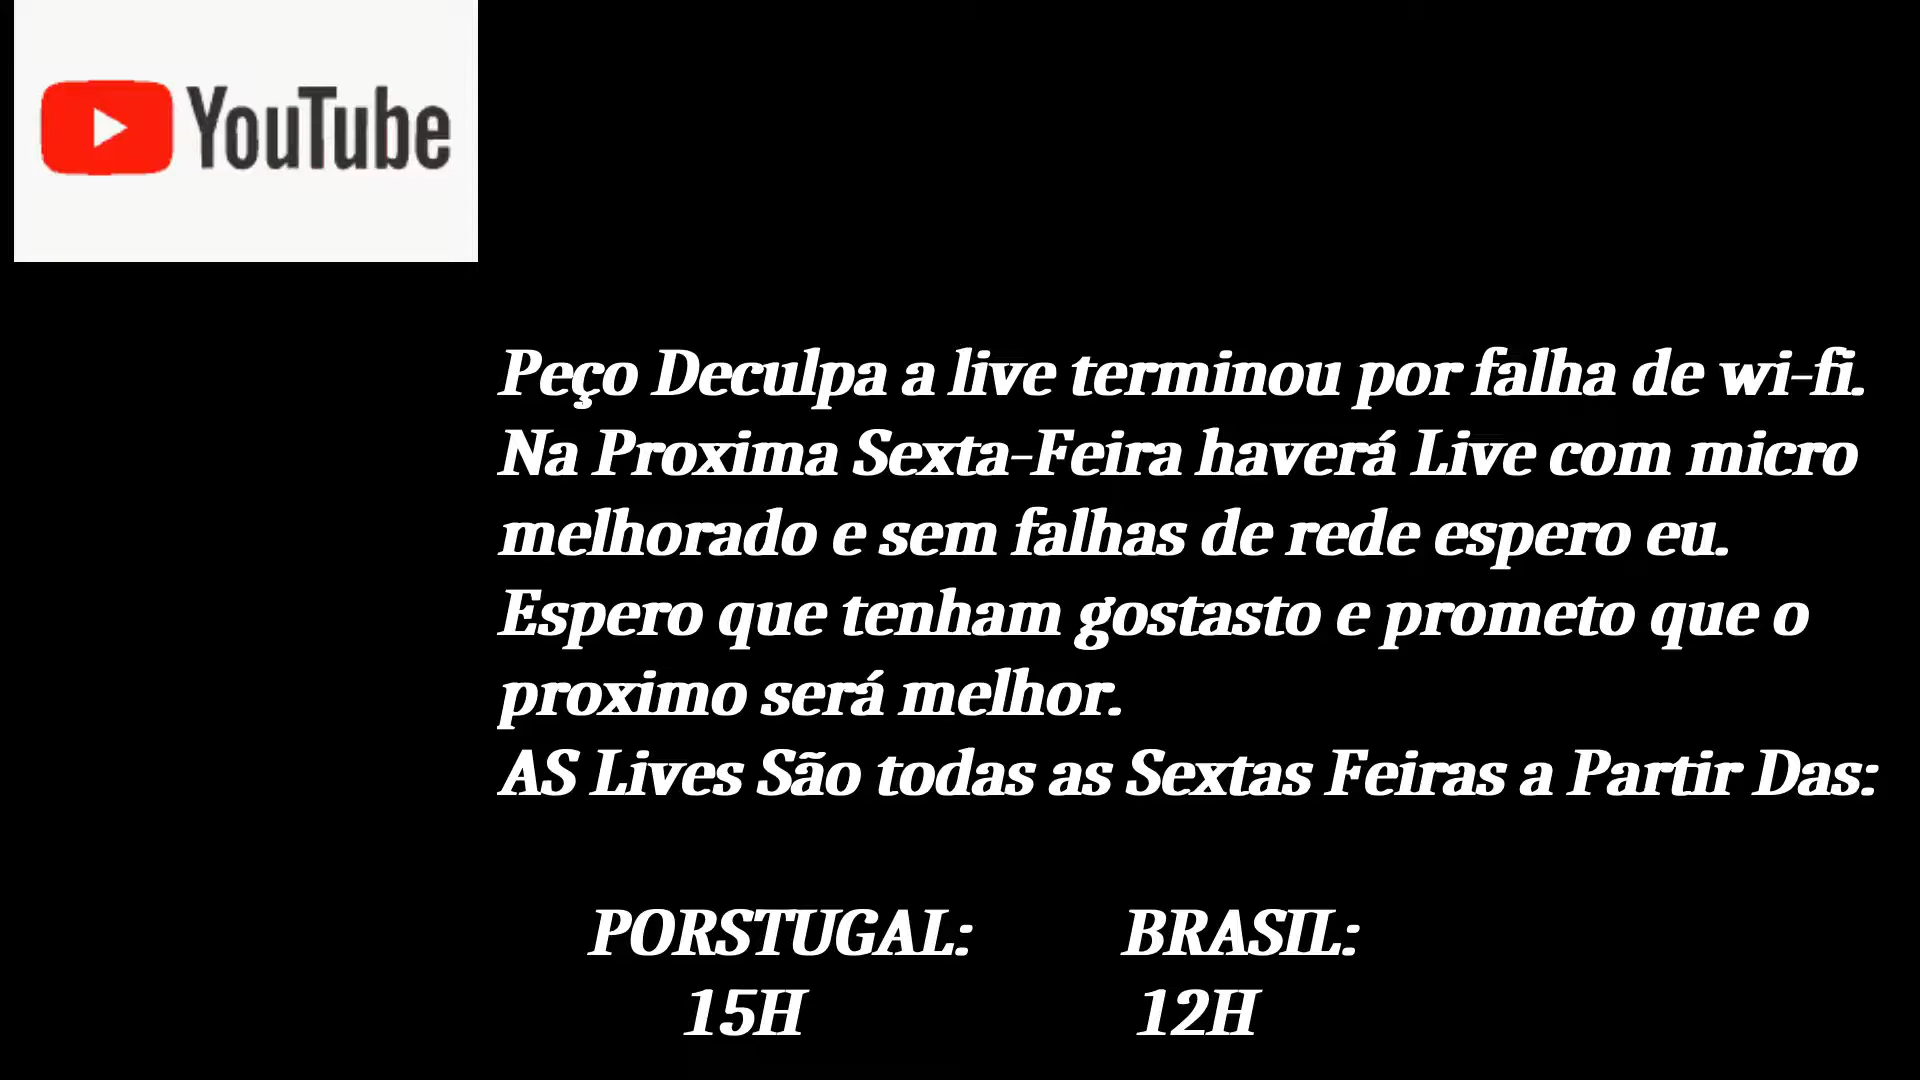 YouTube
Peço Deculpa a live terminou por falha de wi-fi.
Na Proxima Sexta-Feira haverá Live com micro
melhorado e sem falhas de rede espero eu.
Espero que tenham gostasto e prometo que o
proximo será melhor.
AS Lives São todas as Sextas Feiras a Partir Das:
PORSTUGAL: BRASIL:
15H 12H